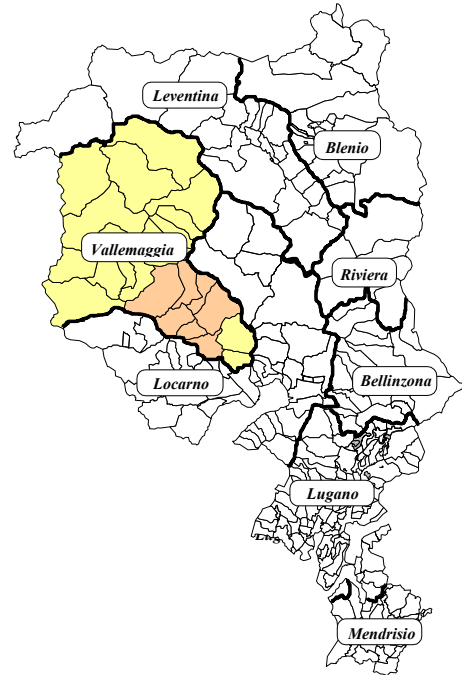 Leventina
Blenio
Vallemaggia
Riviera
Locarno
Bellinzona
Lugano
Mendrisio